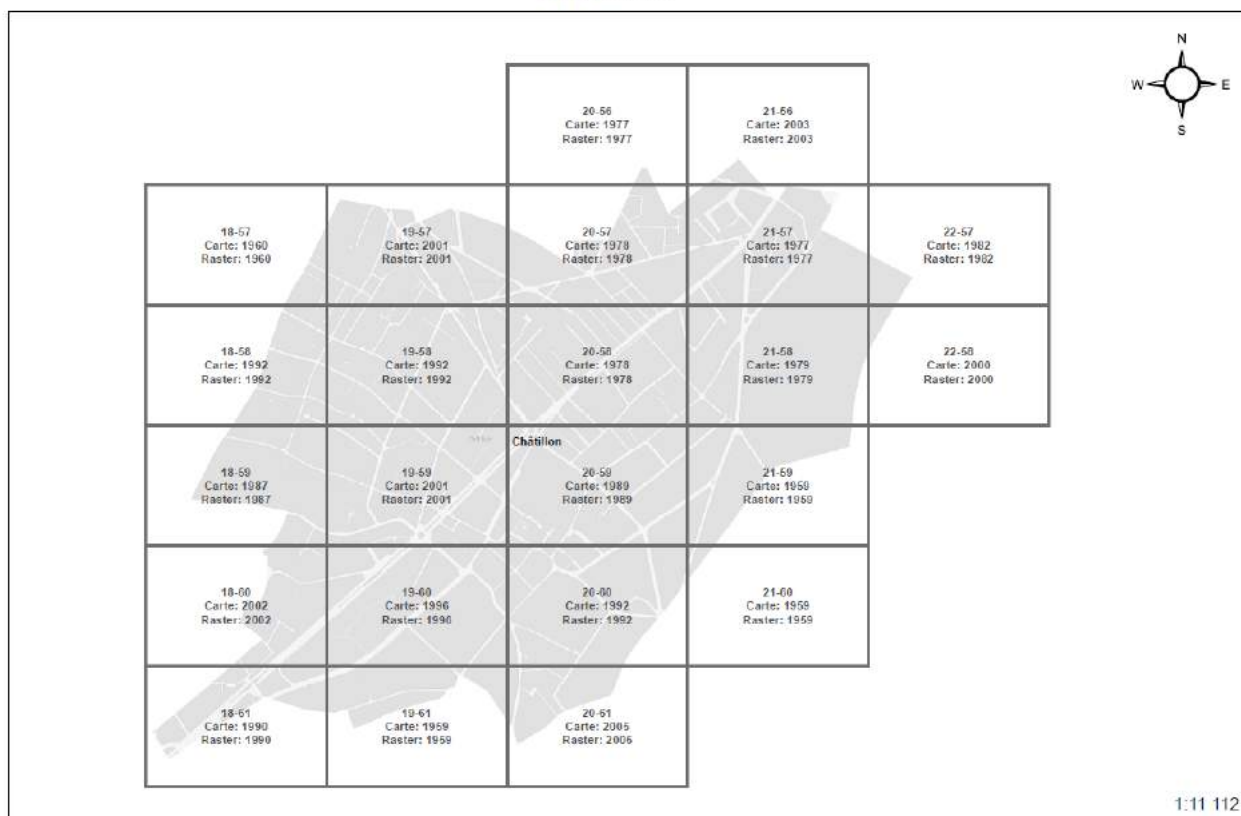 N
W E
S
20-56
Carte: 1977
Raster: 1977
21-56
Carte: 2003
Raster: 2003
18-57
Carte: 1960
Raster: 1960
19-57
Carte: 2001
Raster: 2001
20-57
Carte: 1978
Raster: 1978
21-57
Carte: 1977
Raster: 1977
22-57
Carte: 1982
Raster: 1982
18-58
Carte: 1992
Raster: 1992
19-58
Carte: 1992
Raster: 1992
20-58
Carte: 1978
Raster: 1978
21-58
Carte: 1979
Raster: 1979
22-58
Carte: 2000
Raster: 2000
Châtillon
18-59
Carte: 1987
Raster: 1987
19-59
Carte: 2001
Raster: 2001
20-59
Carte: 1989
Raster: 1989
21-59
Carte: 1959
Raster: 1959
18-60
Carte: 2002
Raster: 2002
19-60
Carte: 1996
Raster: 1996
20-60
Carte: 1992
Raster: 1992
21-60
Carte: 1959
Raster: 1959
18-61
Carte: 1990
Raster: 1990
19-61
Carte: 1959
Raster: 1959
20-61
Carte: 2005
Raster: 2005
1:11 112